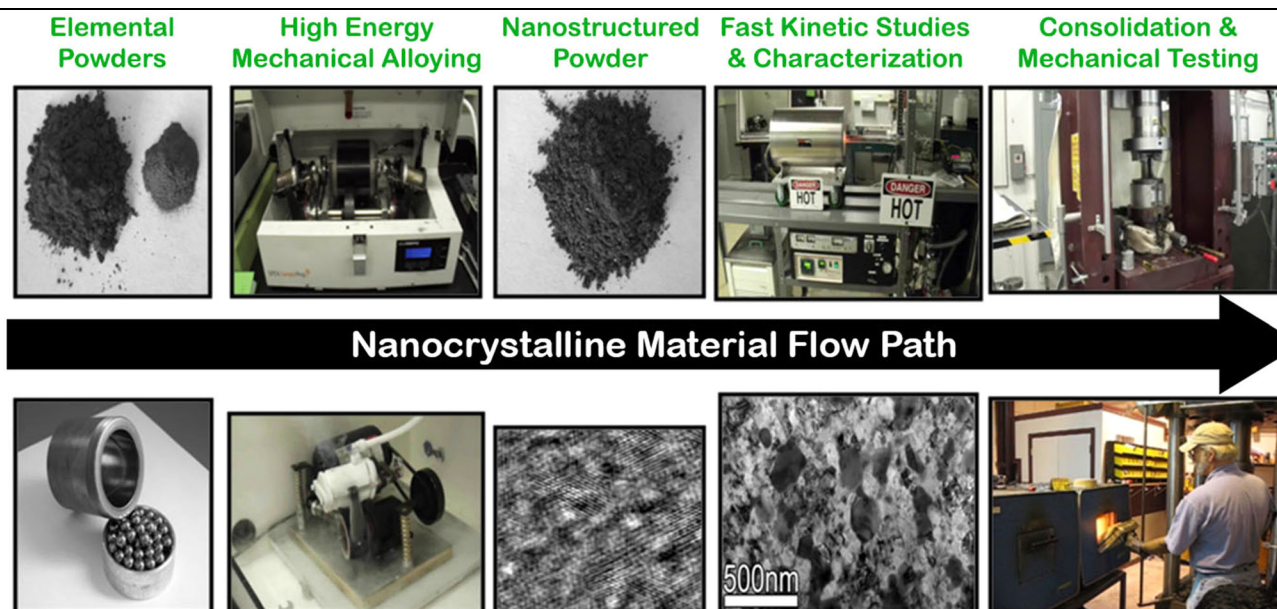 Elemental
Powders
High Energy
Mechanical Alloying
Nanostructured
Powder
Fast Kinetic Studies
& Characterization
Consolidation &
Mechanical Testing
DANGER
HOT
DANGER
HOT
Nanocrystalline Material Flow Path
500nm